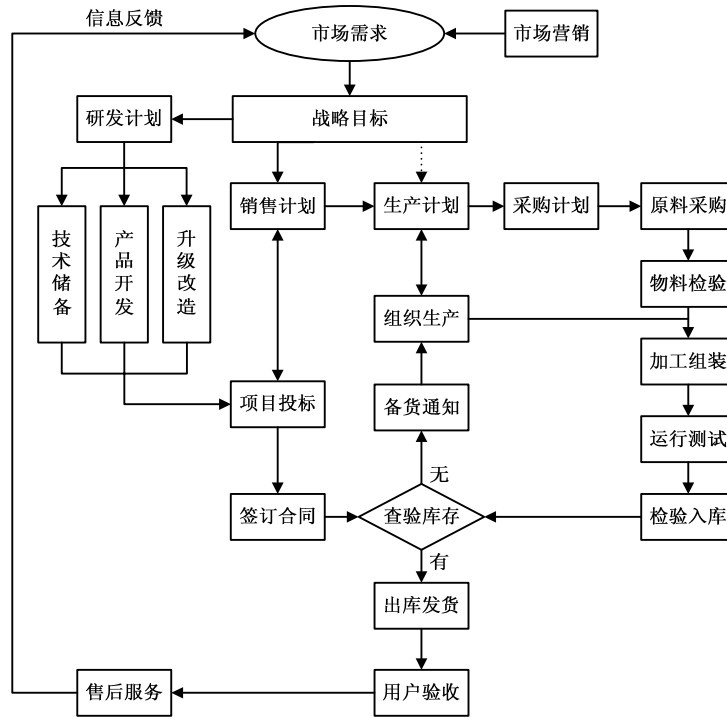 信息反馈
市场需求
市场营销
研发计划
战略目标
销售计划
生产计划
采购计划
原料采购
技术储备
产品开发
升级改造
物料检验
组织生产
加工组装
项目投标
备货通知
运行测试
无
签订合同
查验库存
检验入库
有
出库发货
售后服务
用户验收